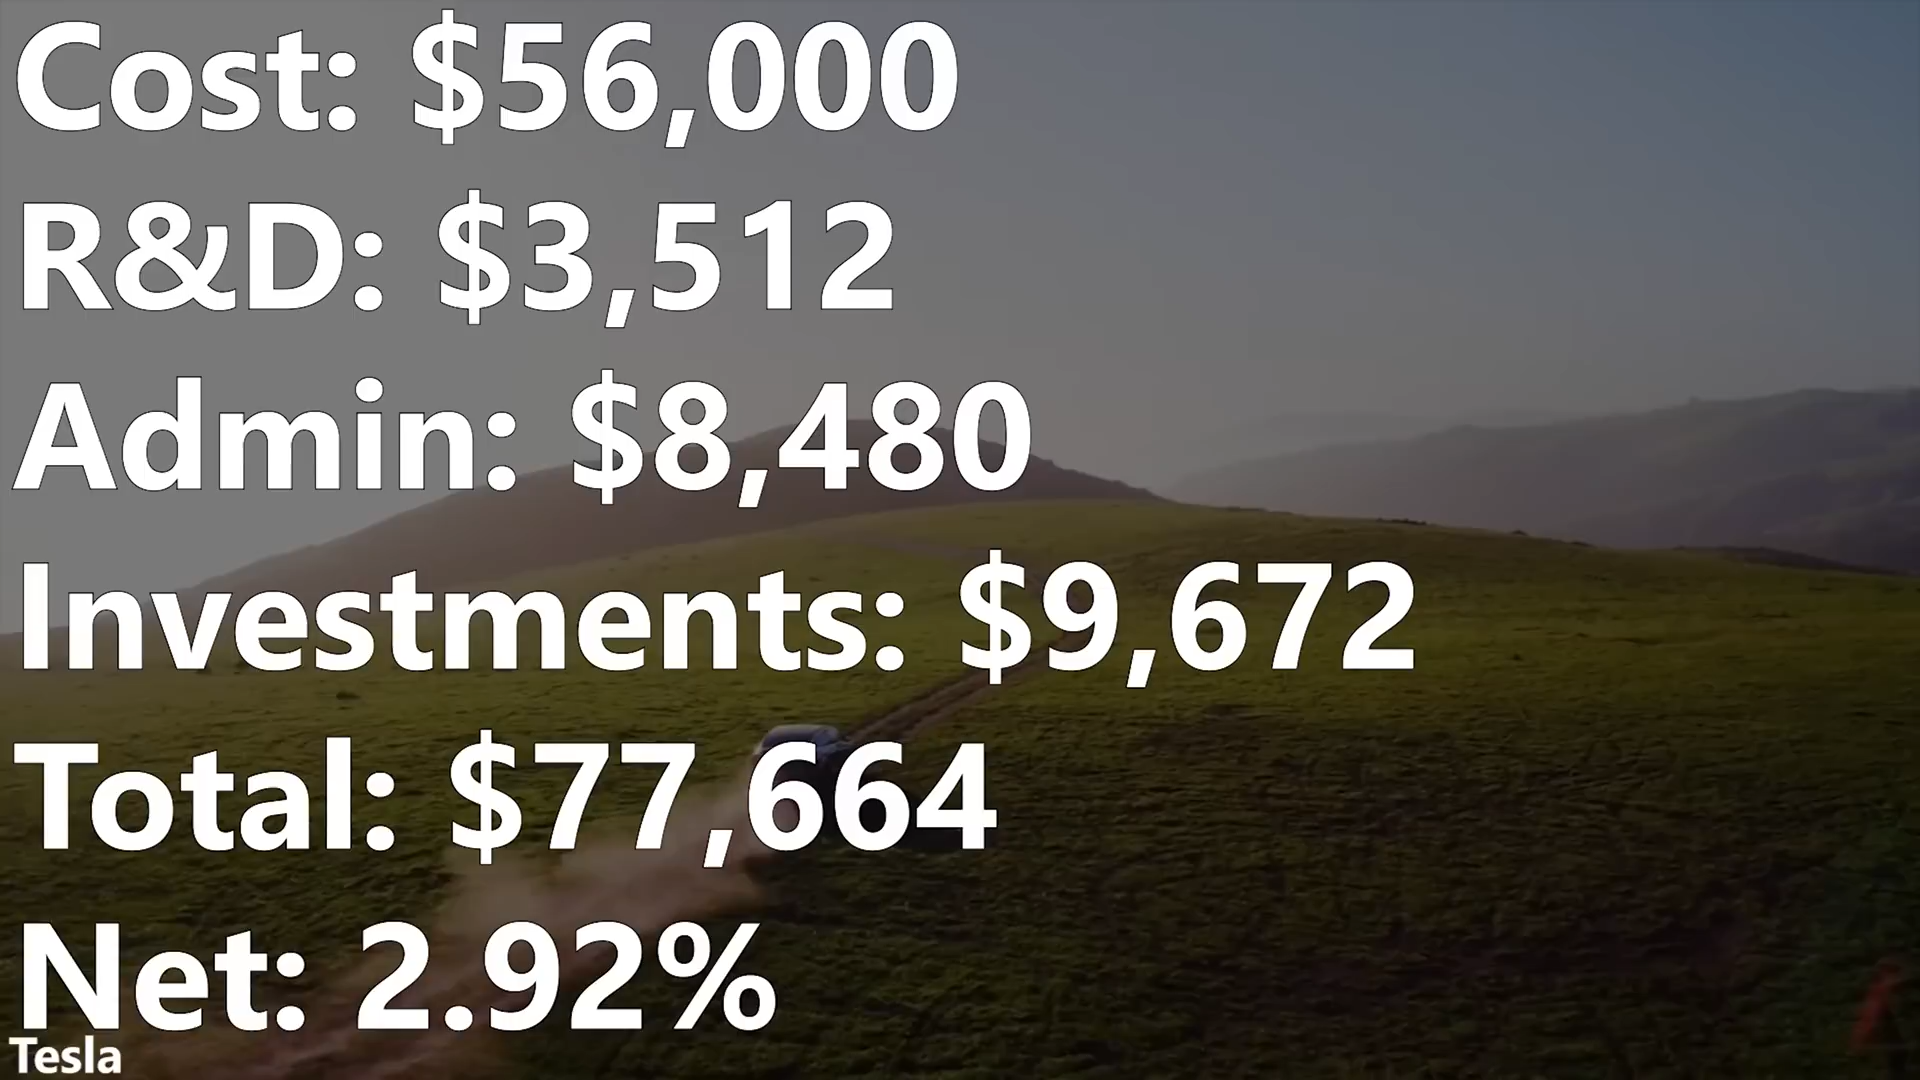 Cost: $56,000
R&D: $3,512
Admin: $8,480
Investments: $9,672
Total: $77,664
Net: 2.92%
Tesla